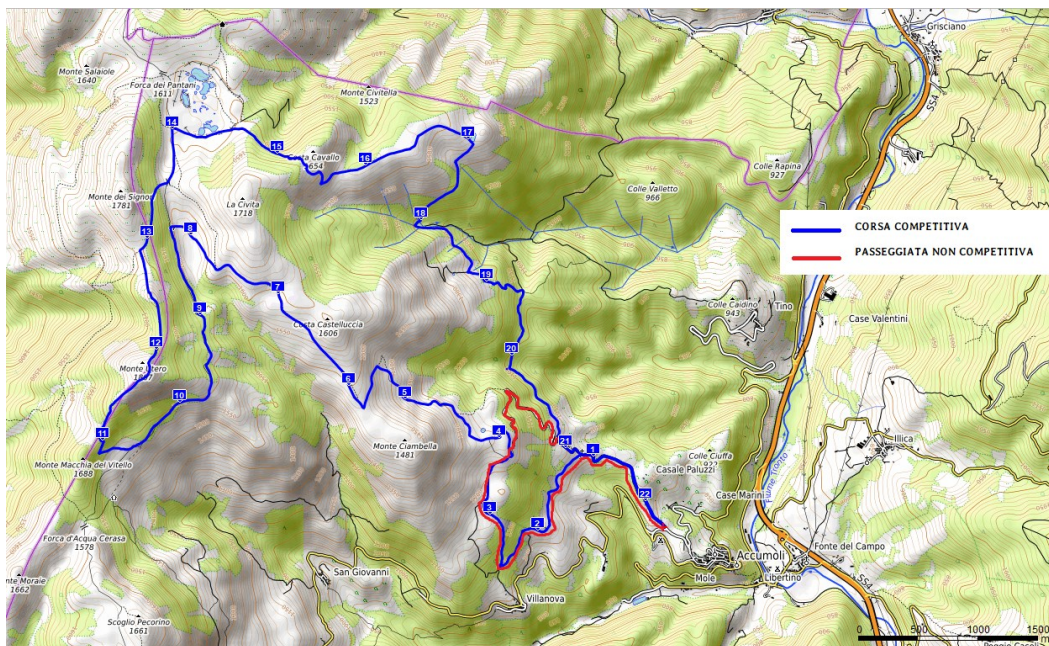 Grisciano
SS4
Monte Salaiole
1640
Forca dei Pantani
1611
Monte Civitella
1523
14
15
16
17
Costa Cavallo
1654
Colle Rapina
927
Monte dei Signori
1781
La Civita
1718
Colle Valletto
966
13
8
18
CORSA COMPETITIVA
PASSEGGIATA NON COMPETITIVA
7
19
9
Colle Caidino
943
Tino
Case Valentini
Costa Castelluccia
1606
12
20
Monte Utero
1807
6
10
5
11
4
21
1
Monte Ciambella
1481
Illica
Colle Ciuffa
922
Casale Paluzzi
Case Marini
Fiume Tronto
Monte Macchia del Vitello
1688
22
3
2
Forca d'Acqua Cerasa
1578
Accumoli
Fonte del Campo
San Giovanni
Mole
Libertino
SS4
Monte Moraie
1662
Villanova
Scoglio Pecorino
1661
0 500 1000 1500
m